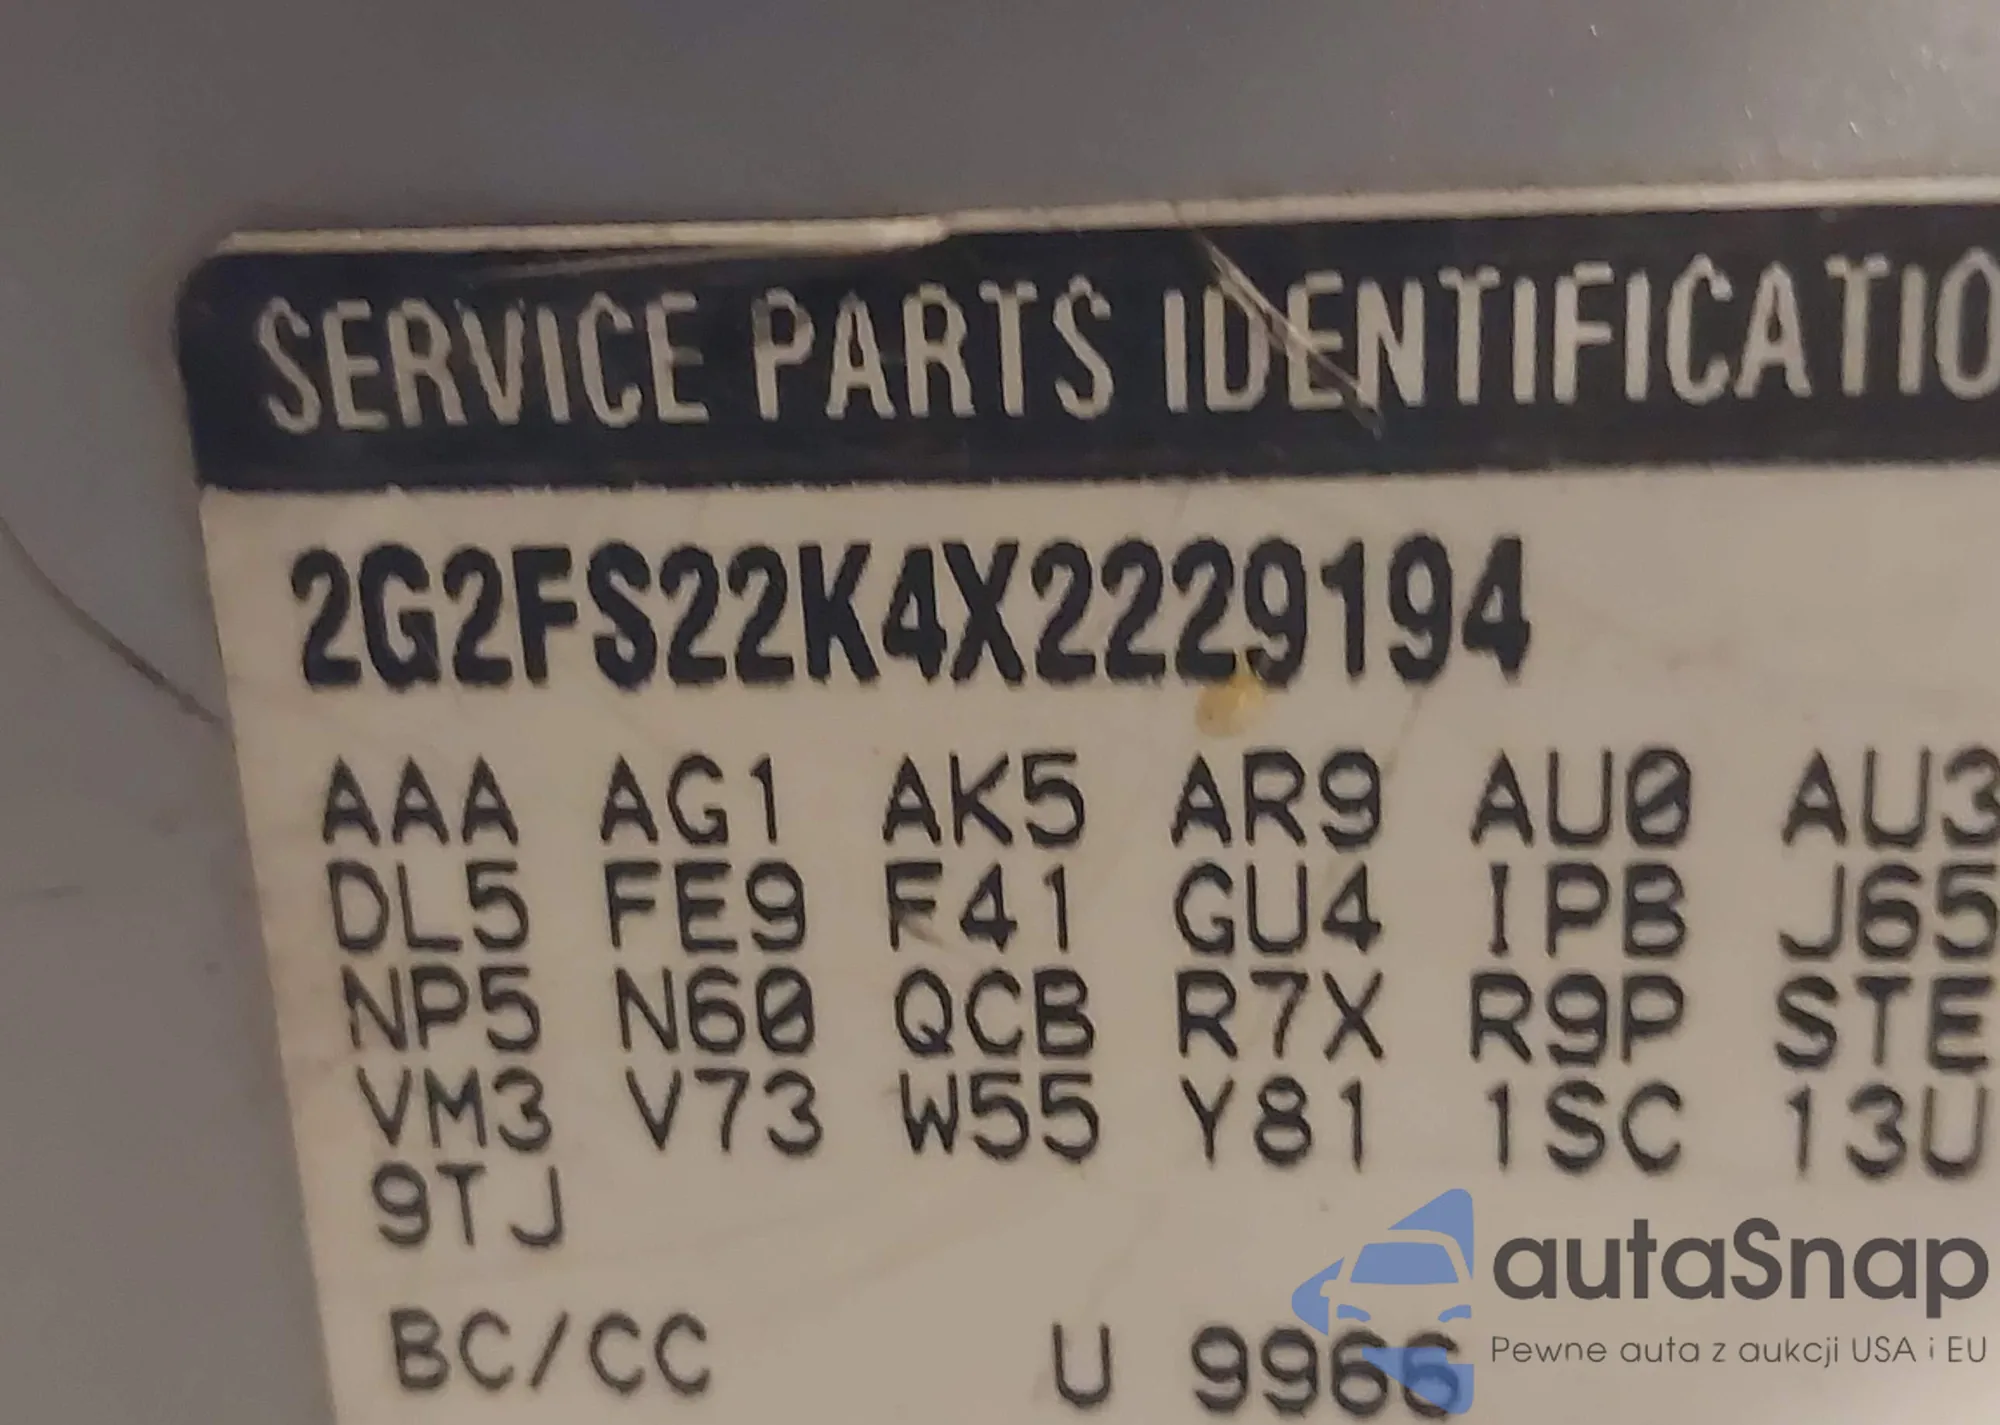 SERVICE PARTS IDENTIFICATIO
2G2FS22K4X2229194
AAA AG1 AK5 AR9 AU0 AU3
DL5 FE9 F41 GU4 IPB J65
NP5 N60 QCB R7X R9P STE
VM3 V73 W55 Y81 1SC 13U
9TJ
BC/CC U 9966
autaSnap
Pewne auta z aukcji USA i EU